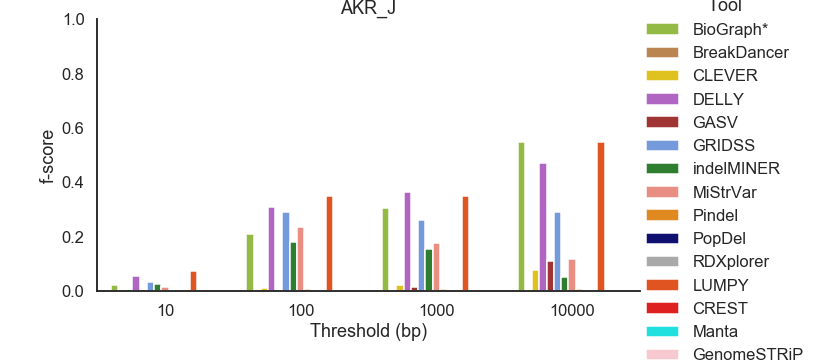 AKR_J
Tool
1.0
0.8
0.6
0.4
0.2
0.0
f-score
10
100
1000
10000
Threshold (bp)
BioGraph*
BreakDancer
CLEVER
DELLY
GASV
GRIDSS
indelMINER
MiStrVar
Pindel
PopDel
RDXplorer
LUMPY
CREST
Manta
GenomeSTRiP